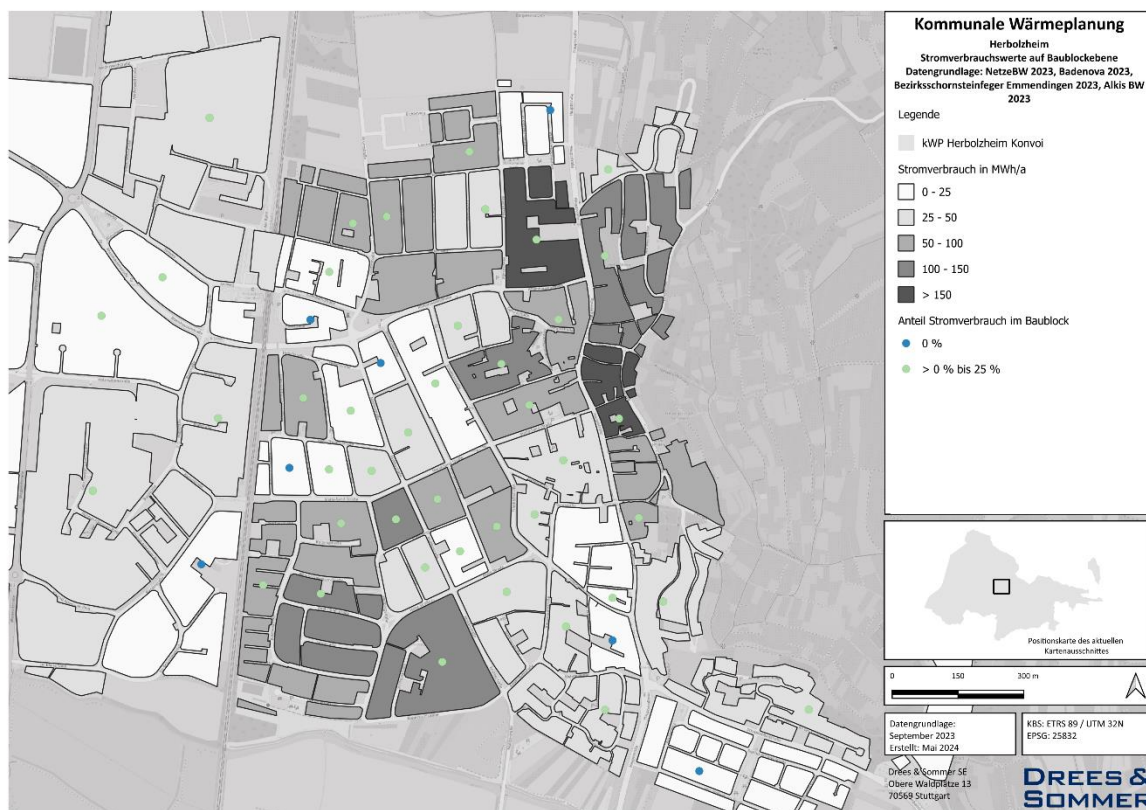 Kommunale Wärmeplanung
Herbolzheim
Stromverbrauchswerte auf Baublockebene
Datengrundlage: NetzeBW 2023, Badenova 2023,
Bezirksschornsteinfeger Emmendingen 2023, Alkis BW
2023
Legende
kWP Herbolzheim Konvoi
Stromverbrauch in MWh/a
0 - 25
25 - 50
50 - 100
100 - 150
> 150
Anteil Stromverbrauch im Baublock
0 %
> 0 % bis 25 %
Positionskarte des aktuellen
Kartenausschnittes
0 150 300 m
Datengrundlage:
September 2023
Erstellt: Mai 2024
KBS: ETRS 89 / UTM 32N
EPSG: 25832
Drees & Sommer SE
Obere Waldplätze 13
70569 Stuttgart
DREES &
SOMMER